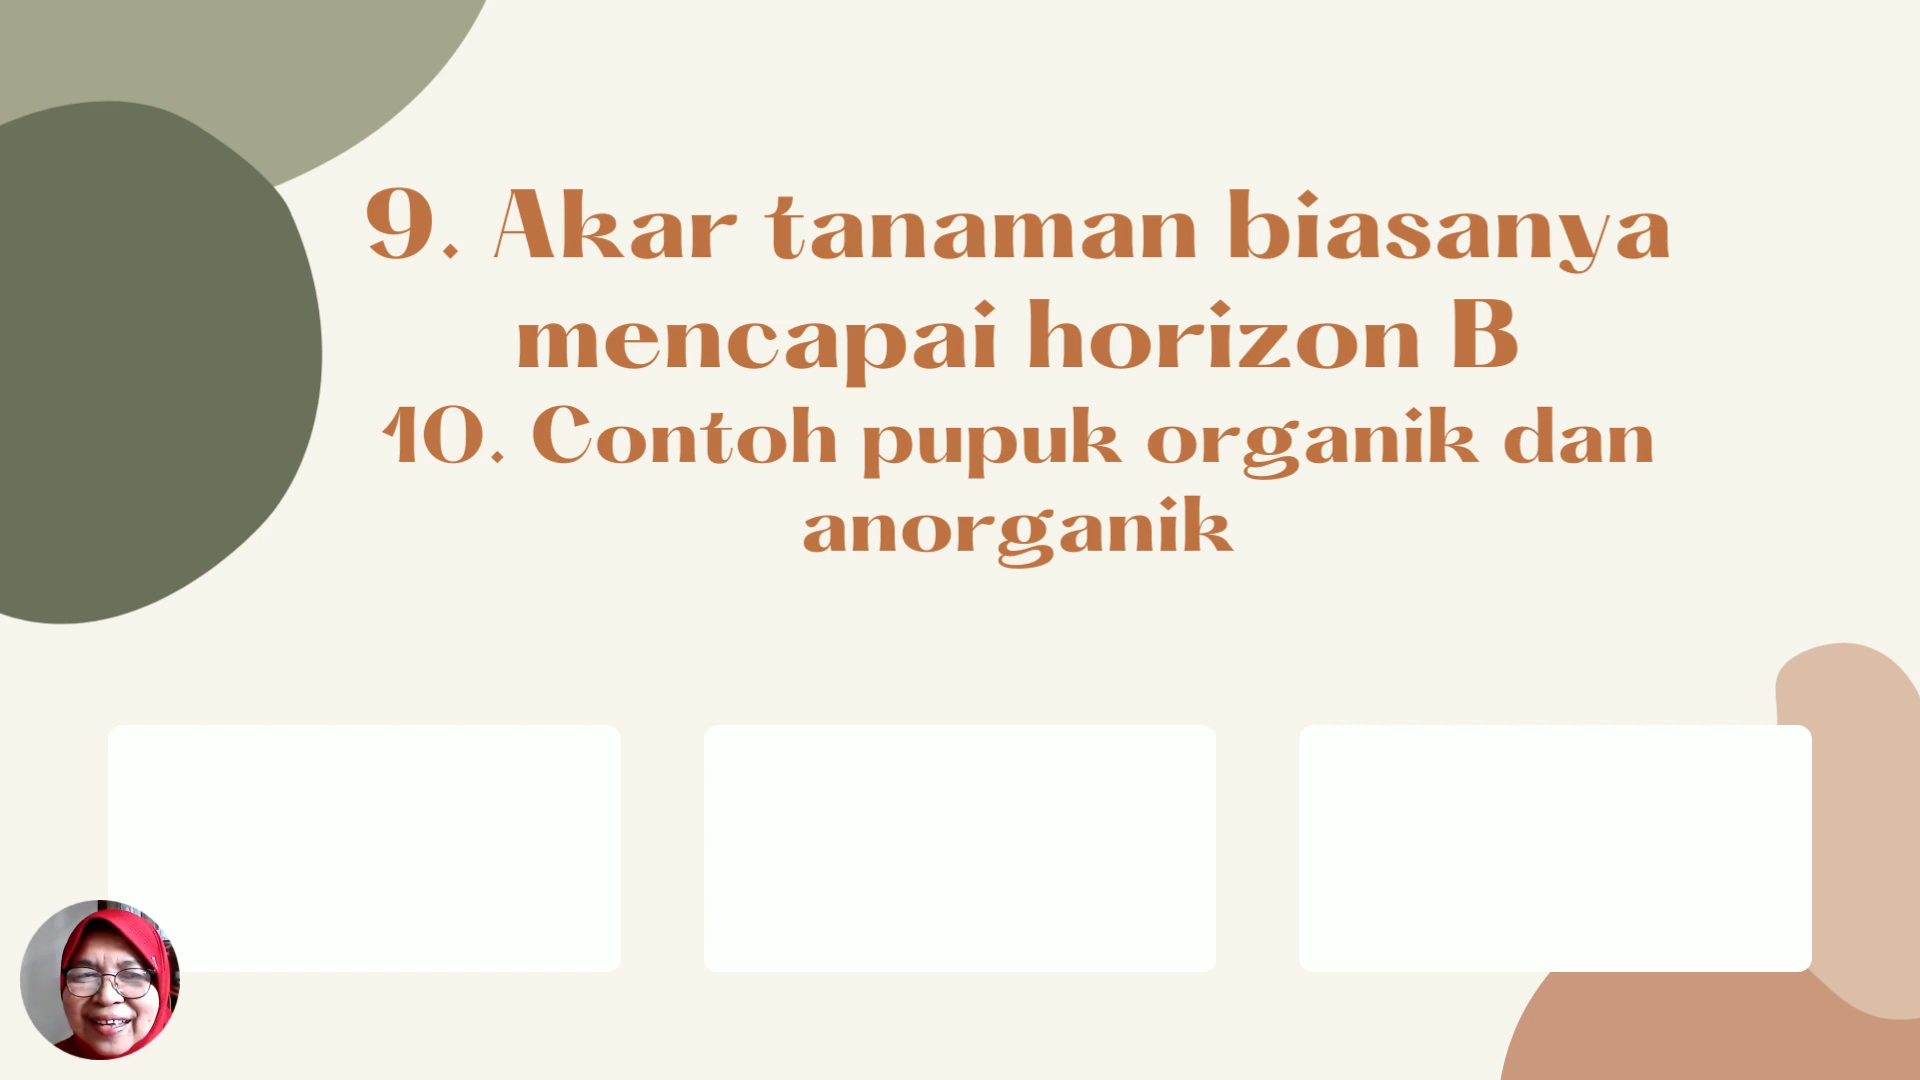 9. Akar tanaman biasanya
mencapai horizon B
10. Contoh pupuk organik dan
anorganik